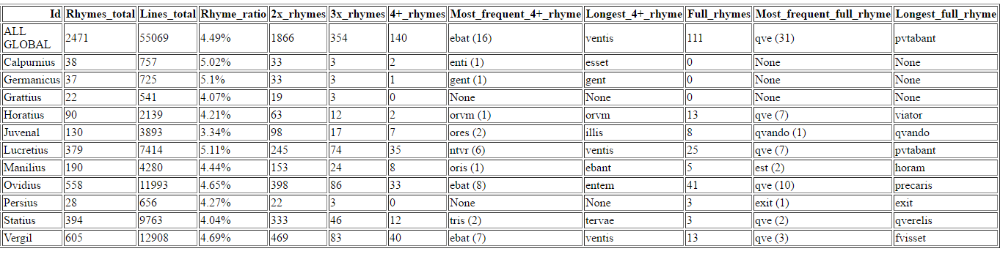 Id Rhymes_total Lines_total Rhyme_ratio 2x_rhymes 3x_rhymes 4+_rhymes Most_frequent_4+_rhyme Longest_4+_rhyme Full_rhymes Most_frequent_full_rhyme Longest_full_rhyme
ALL GLOBAL 2471 55069 4.49% 1866 354 140 ebat (16) ventis 111 qve (31) pvtabant
Calpurnius 38 757 5.02% 33 3 2 enti (1) esset 0 None None
Germanicus 37 725 5.1% 33 3 1 gent (1) gent 0 None None
Grattius 22 541 4.07% 19 3 0 None None 0 None None
Horatius 90 2139 4.21% 63 12 2 orvm (1) orvm 13 qve (7) viator
Juvenal 130 3893 3.34% 98 17 7 ores (2) illis 8 qvando (1) qvando
Lucretius 379 7414 5.11% 245 74 35 ntvr (6) ventis 25 qve (7) pvtabant
Manilius 190 4280 4.44% 153 24 8 oris (1) ebant 5 est (2) horam
Ovidius 558 11993 4.65% 398 86 33 ebat (8) entem 41 qve (10) precaris
Persius 28 656 4.27% 22 3 0 None None 3 exit (1) exit
Statius 394 9763 4.04% 333 46 12 tris (2) tervae 3 qve (2) qverelis
Vergil 605 12908 4.69% 469 83 40 ebat (7) ventis 13 qve (3) fvisset